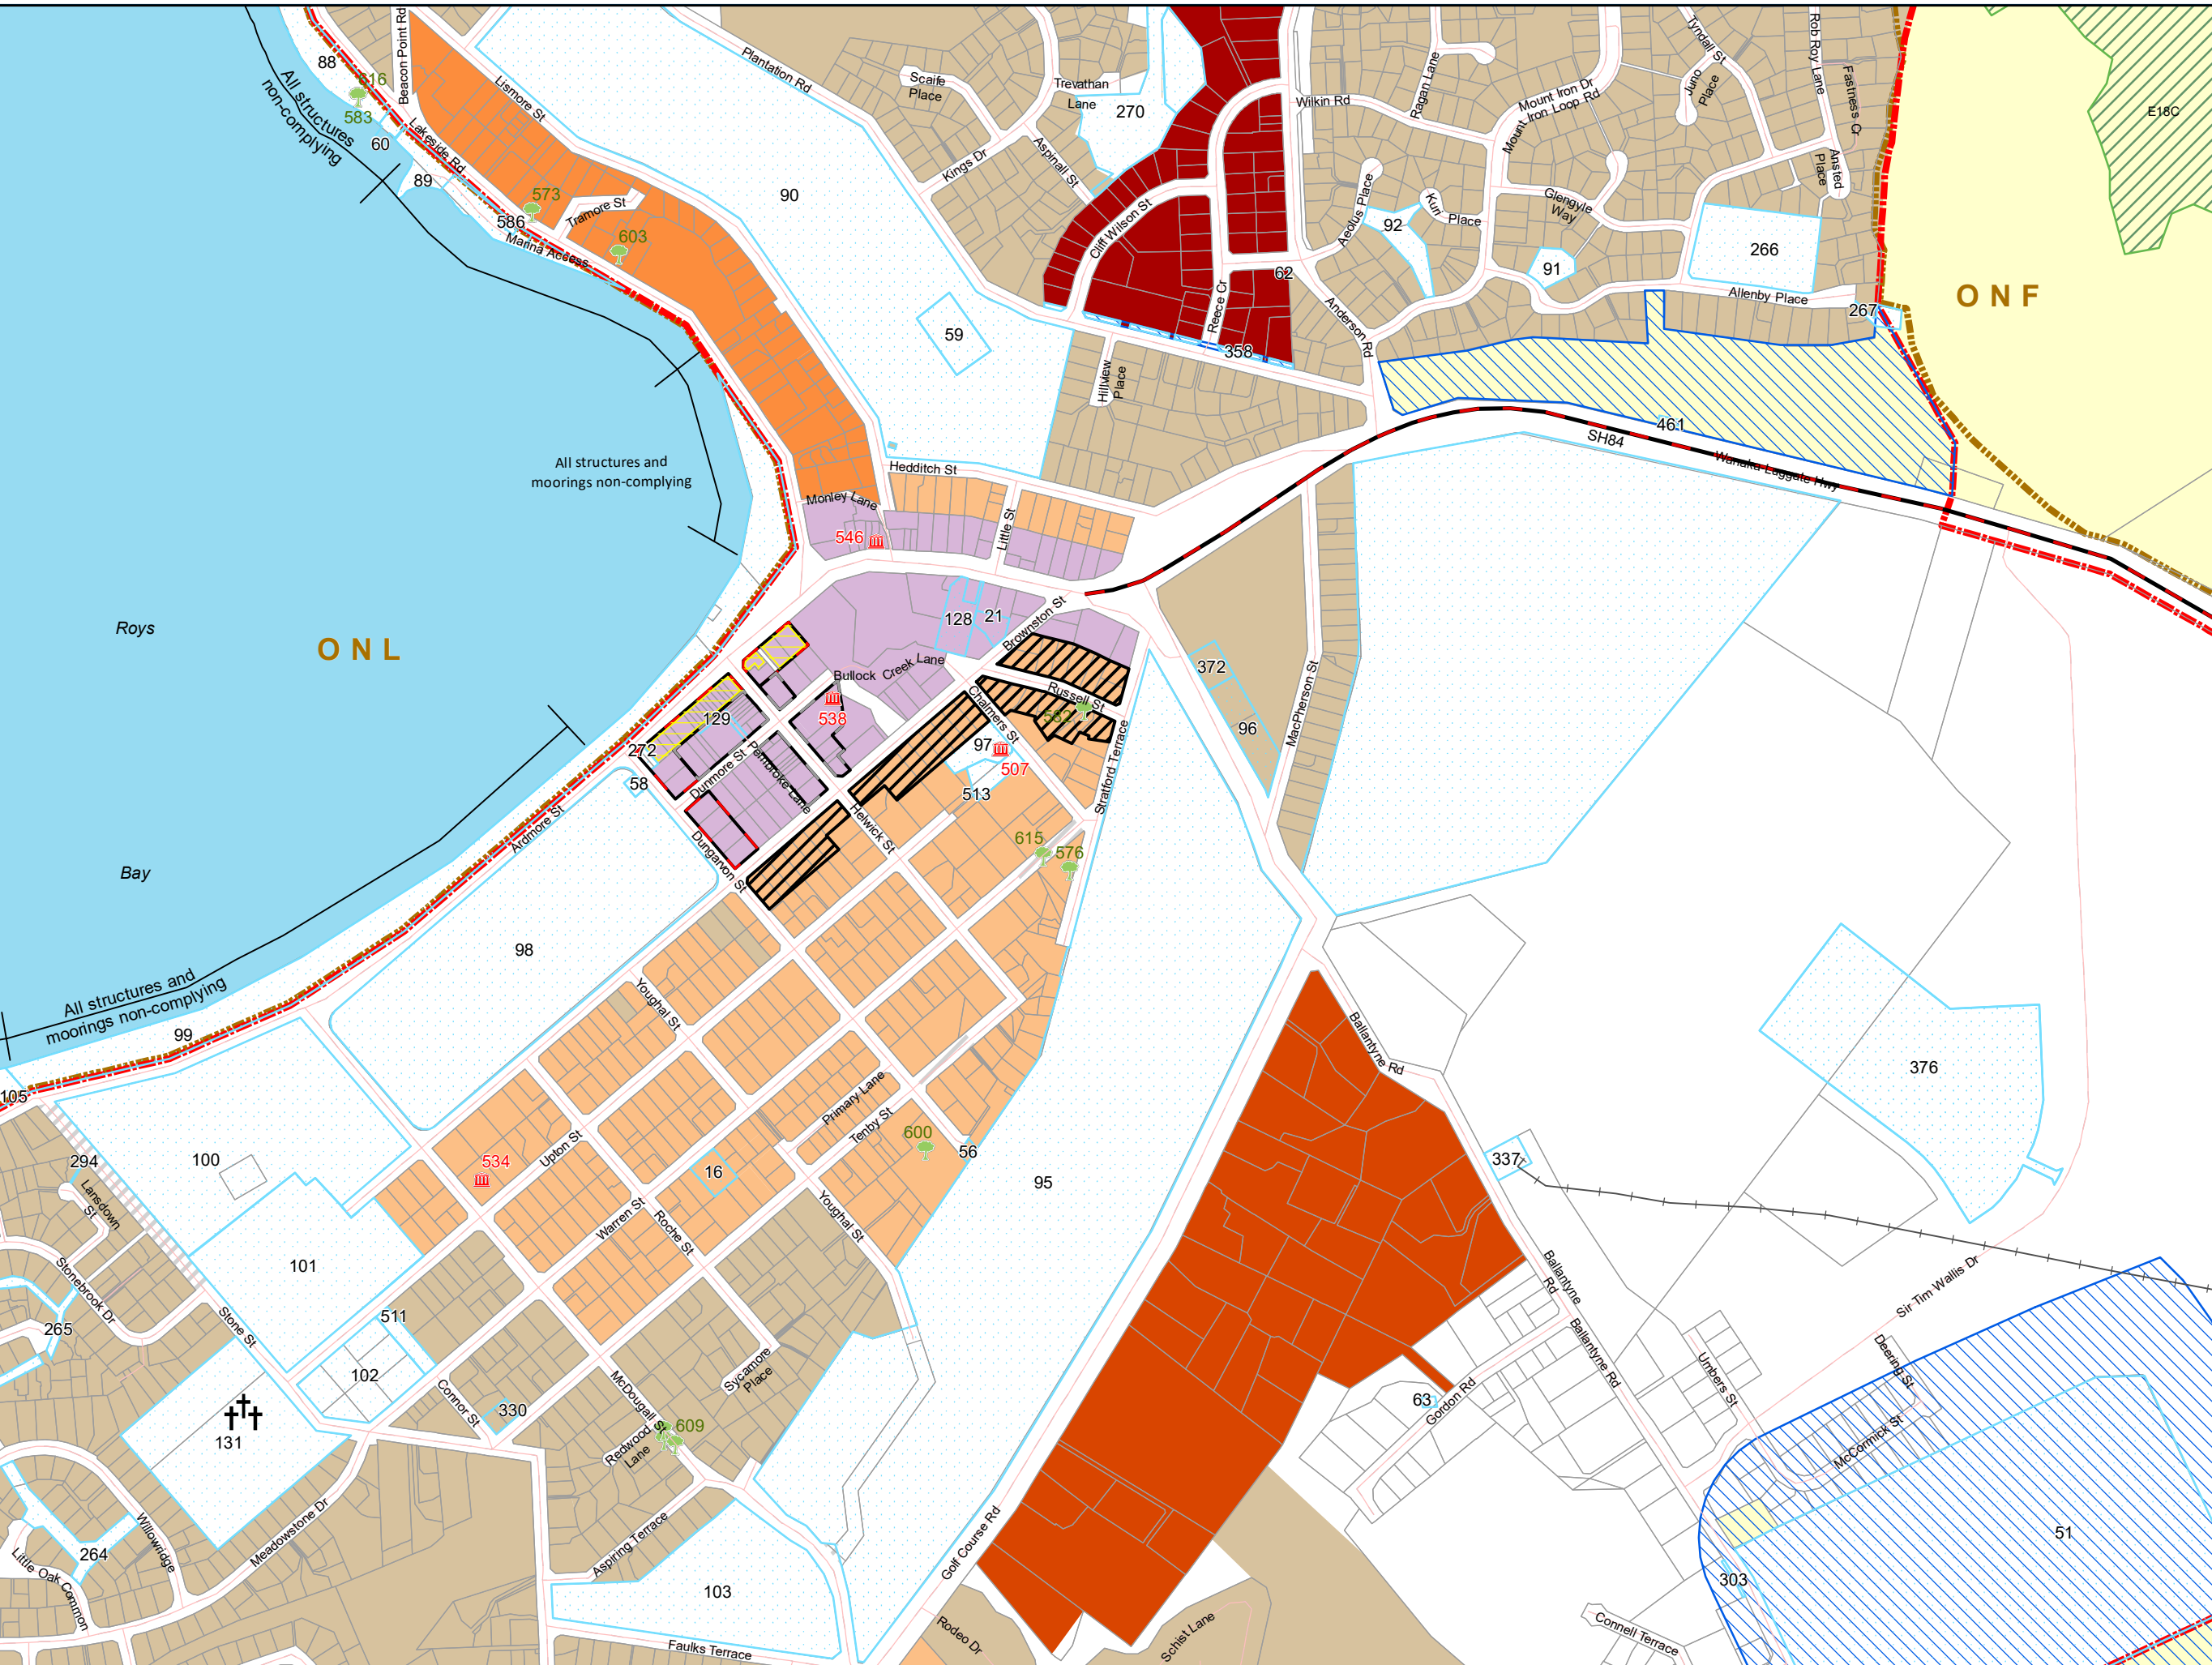 88
Beacon Point Rd
616
583
60
89
All structures
non-complying
Lismore St
Lakeside Rd
573
586
Tramore St
603
Marina Access
Plantation Rd
90
59
Scaife
Place
Trevathan
Lane
270
Kings Dr
Aspinall St
Cliff Wilson St
Reece Cr
62
358
Hillview
Place
Wilkin Rd
Ragan Lane
Mount Iron Dr
Mount Iron Loop Rd
Tyndall St
Juno
Place
Rob Roy Lane
Fastness Cr
Ansted
Place
Aeolus Place
92
Kuri Place
Glengyle
Way
91
266
Allenby Place
267
Anderson Rd
E18C
ONF
461
SH84
Wanaka-Luggate Hwy
All structures and
moorings non-complying
Hedditch St
Monley Lane
546
Little St
Roys
ONL
Bay
128
21
Brownston St
Bullock Creek Lane
538
129
272
58
Dunmore St
Pembroke Lane
Russell St
582
Chalmers St
97
507
513
Stratford Terrace
372
96
MacPherson St
Ardmore St
Dungarvon St
Helwick St
615
576
98
All structures and
moorings non-complying
99
105
Youghal St
Primary Lane
Tenby St
600
56
95
Ballantyne Rd
376
337
100
294
Lansdown
St
534
Upton St
16
Warren St
Roche St
Youghal St
101
Stonebrook Dr
265
Stone St
511
102
131
Connor St
330
McDougall St
Sycamore
Place
609
Redwood
Lane
Ballantyne
Rd
Ballantyne Rd
Sir Tim Wallis Dr
Umbers St
Deering St
McCormick St
63
Gordon Rd
51
303
Connell Terrace
Willowridge
Meadowstone Dr
264
Little Oak Common
Aspiring Terrace
103
Faulks Terrace
Golf Course Rd
Rodeo Dr
Schist Lane